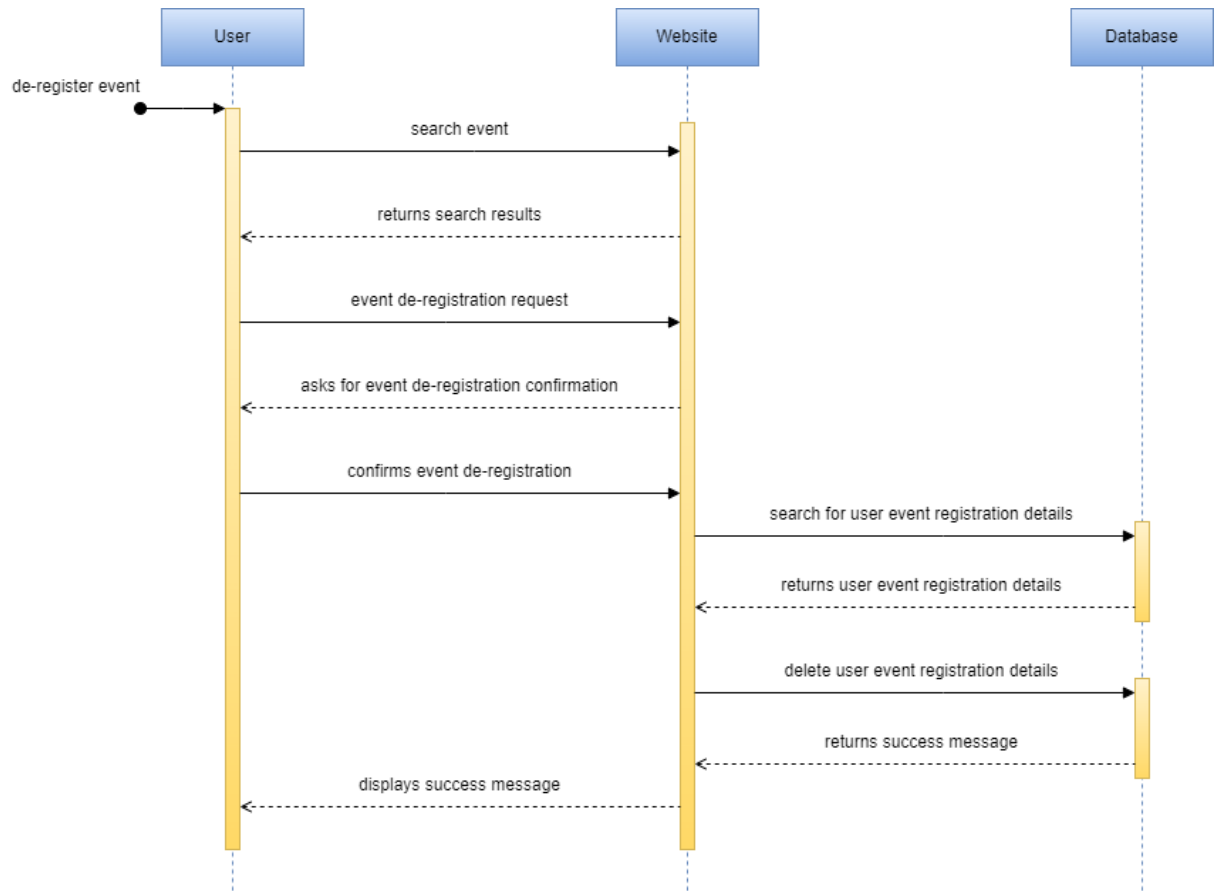 User
Website
Database
de-register event
search event
returns search results
event de-registration request
asks for event de-registration confirmation
confirms event de-registration
search for user event registration details
returns user event registration details
delete user event registration details
returns success message
displays success message